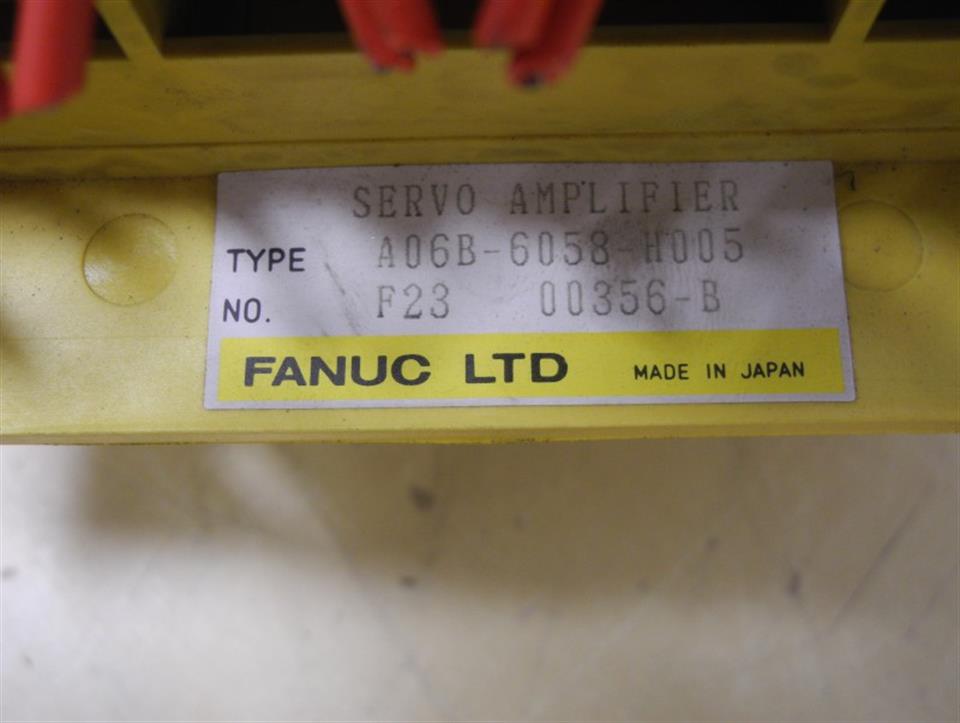 SERVO AMPLIFIER
TYPE A06B-6058-H005
NO. F23 00356-B
FANUC LTD MADE IN JAPAN